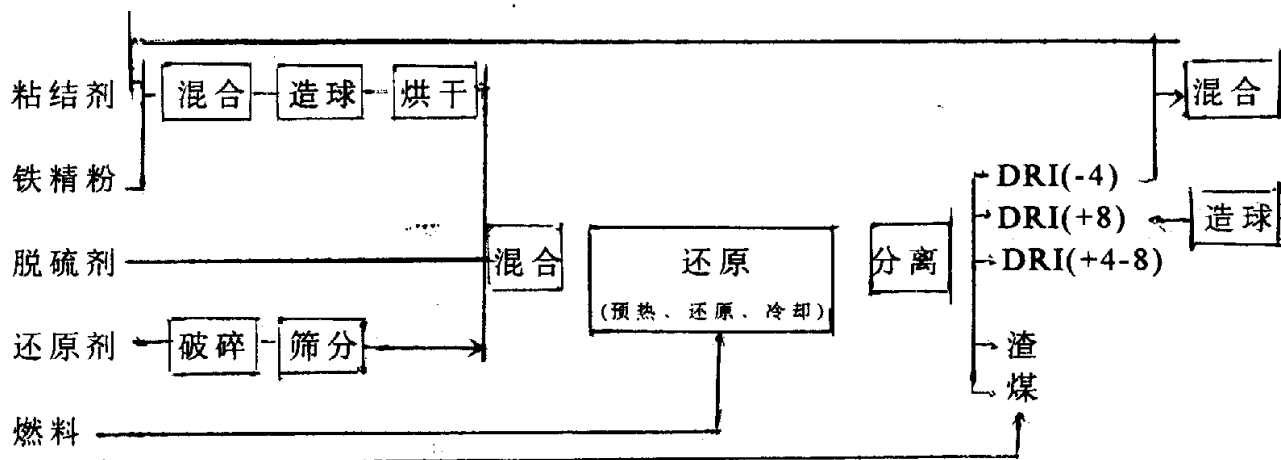 粘结剂 混合 造球 烘干 混合
铁精粉 DRI(-4)
DRI(+8) 造球
脱硫剂 混合 还原 分离 DRI(+4-8)
(预热、还原、冷却)
还原剂 破碎 筛分 渣
煤
燃料